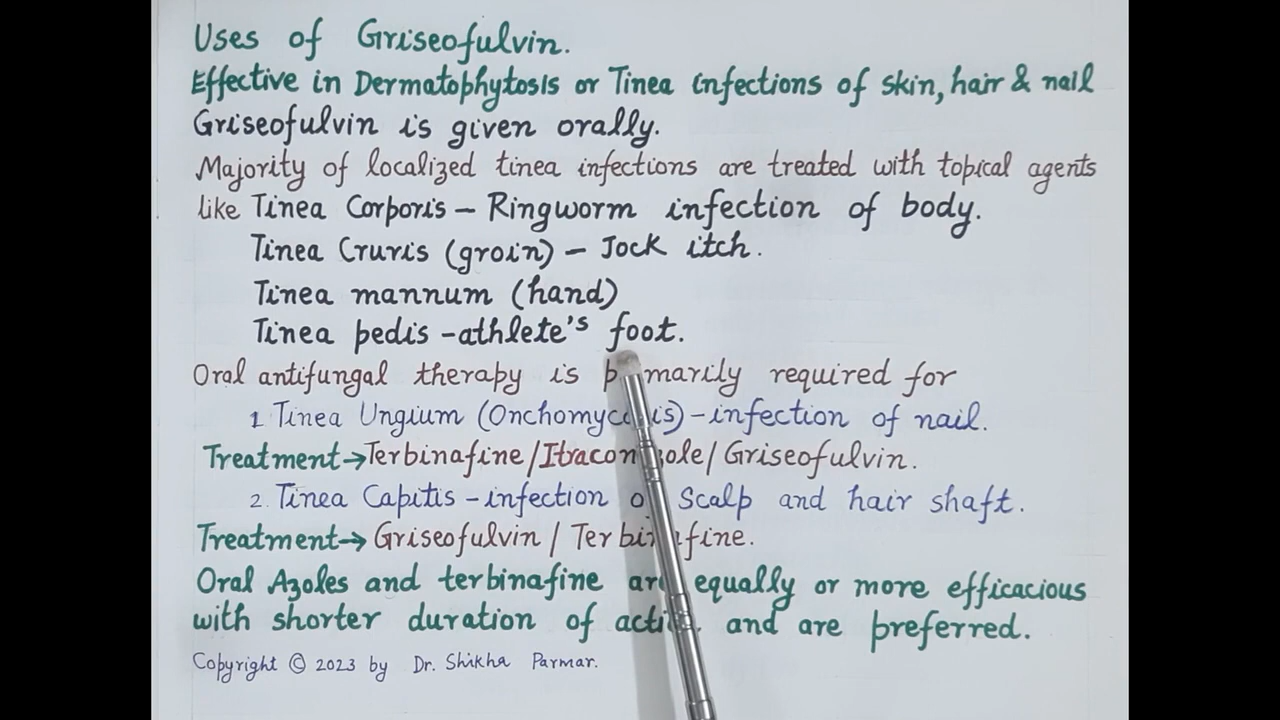 Uses of Griseofulvin.
Effective in Dermatophytosis or Tinea infections of skin, hair & nail
Griseofulvin is given orally.
Majority of localized tinea infections are treated with topical agents
like Tinea Corporis – Ringworm infection of body.
Tinea Cruris (groin) – Jock itch.
Tinea mannum (hand)
Tinea pedis – athlete's foot.
Oral antifungal therapy is primarily required for
1. Tinea Ungium - infection of nail.
Treatment → Terbinafine / Itraconazole / Griseofulvin.
2. Tinea Capitis – infection of Scalp and hair shaft.
Treatment → Griseofulvin / Terbinafine.
Oral Azoles and terbinafine are equally or more efficacious
with shorter duration of action and are preferred.
Copyright © 2023 by Dr. Shikha Parmar.